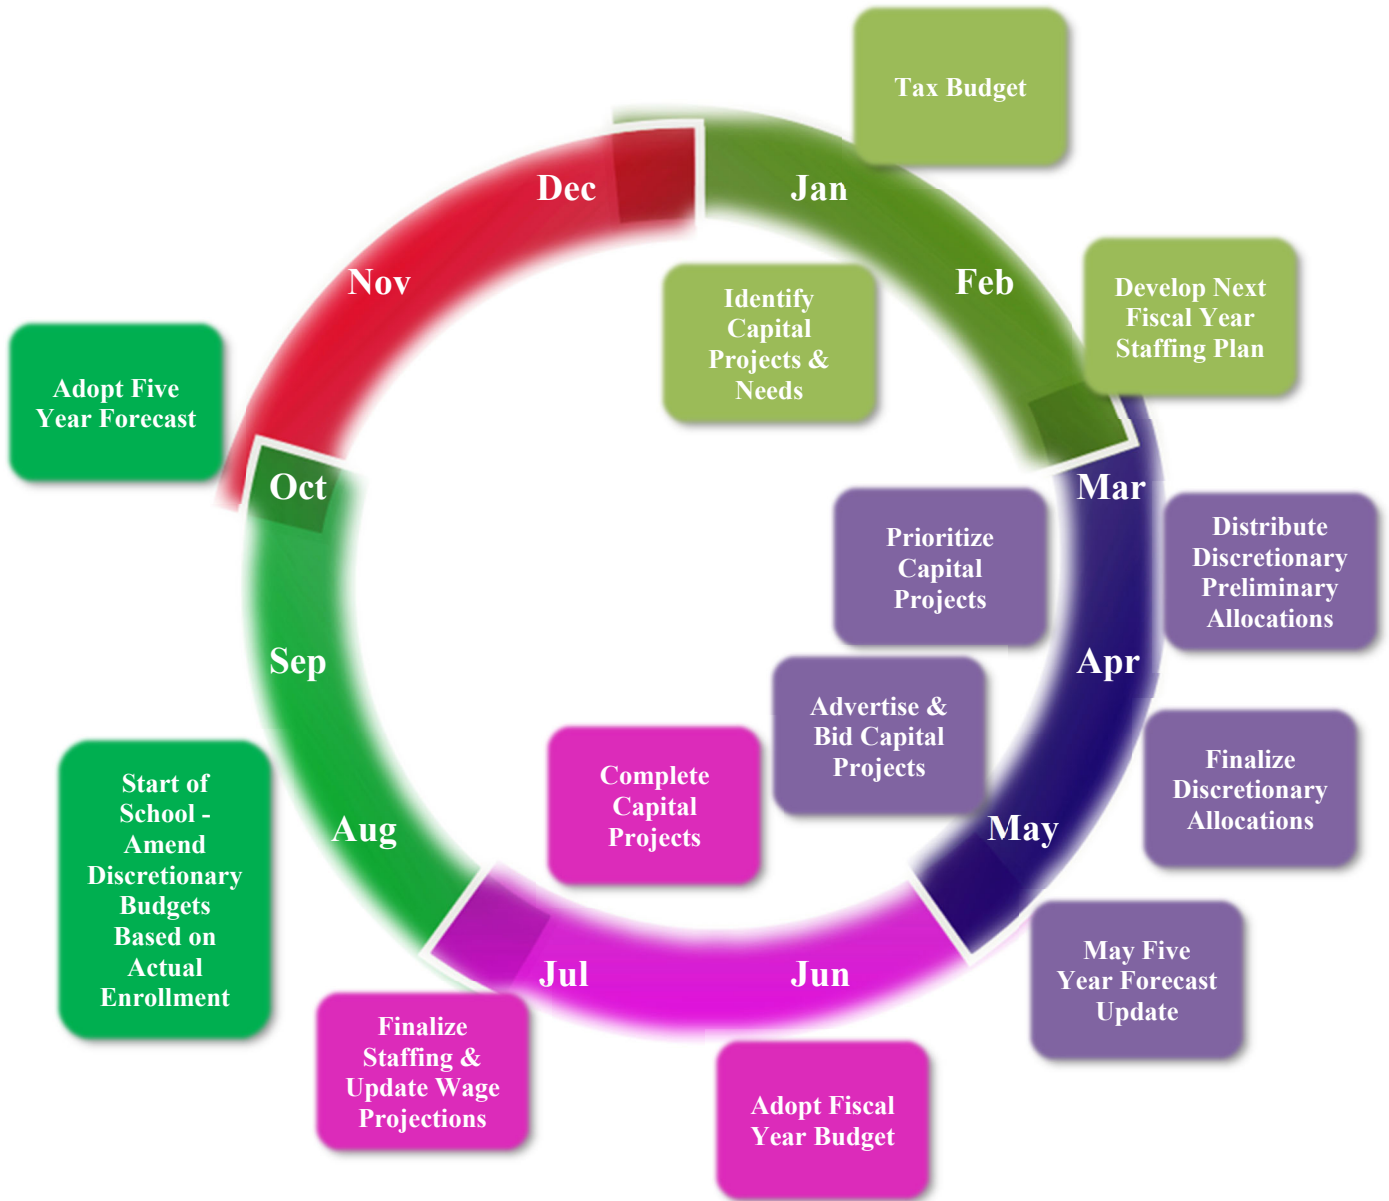 Tax Budget
Dec
Jan
Nov
Feb
Identify
Capital
Projects &
Needs
Develop Next
Fiscal Year
Staffing Plan
Adopt Five
Year Forecast
Oct
Mar
Prioritize
Capital
Projects
Distribute
Discretionary
Preliminary
Allocations
Sep
Apr
Advertise &
Bid Capital
Projects
Finalize
Discretionary
Allocations
Complete
Capital
Projects
Start of
School -
Amend
Discretionary
Budgets
Based on
Actual
Enrollment
Aug
May
May Five
Year Forecast
Update
Jul
Jun
Finalize
Staffing &
Update Wage
Projections
Adopt Fiscal
Year Budget